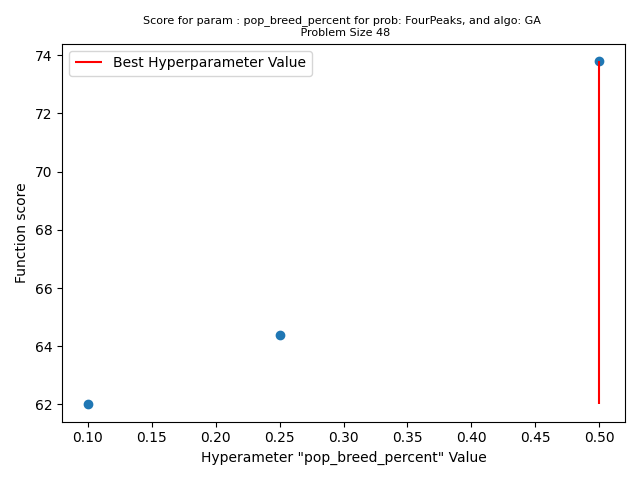 Score for param : pop_breed_percent for prob: FourPeaks, and algo: GA
Problem Size 48
Best Hyperparameter Value
74
72
70
68
66
64
62
Function score
0.10 0.15 0.20 0.25 0.30 0.35 0.40 0.45 0.50
Hyperameter "pop_breed_percent" Value